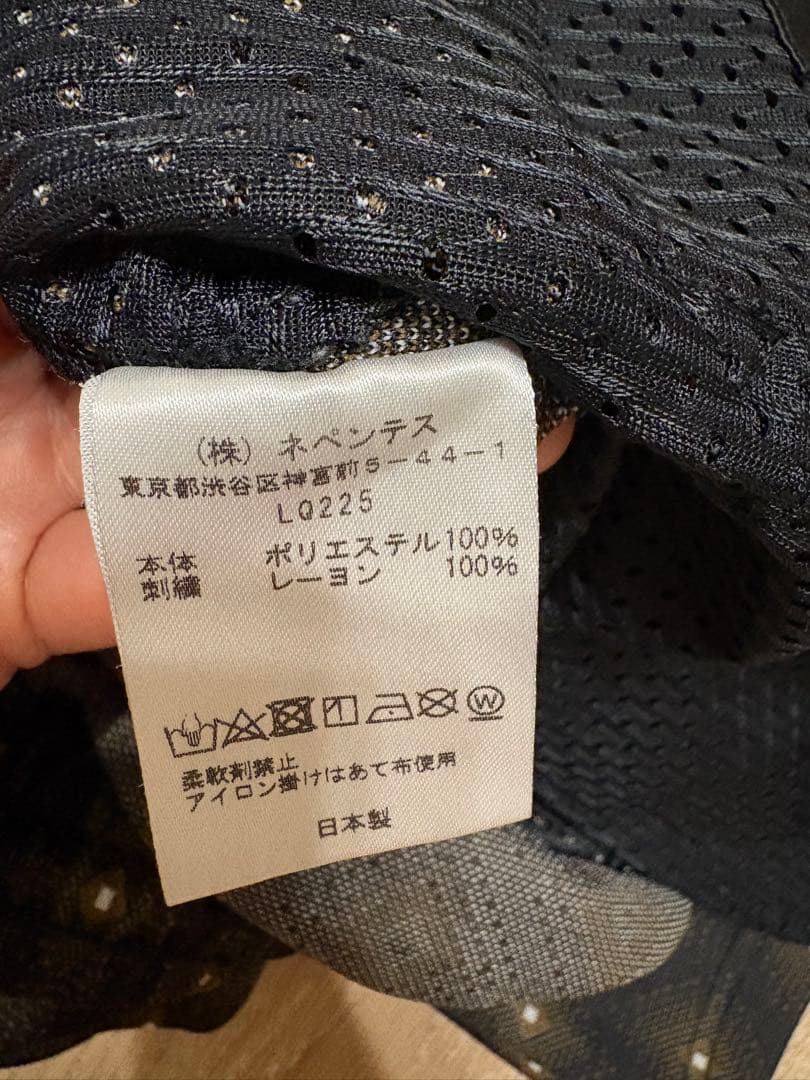 (株) ネペンテス
東京都渋谷区神宮前5-44-1
LQ225
本体 ポリエステル100%
刺繍 レーヨン 100%
W
柔軟剤禁止
アイロン掛けはあて布使用
日本製